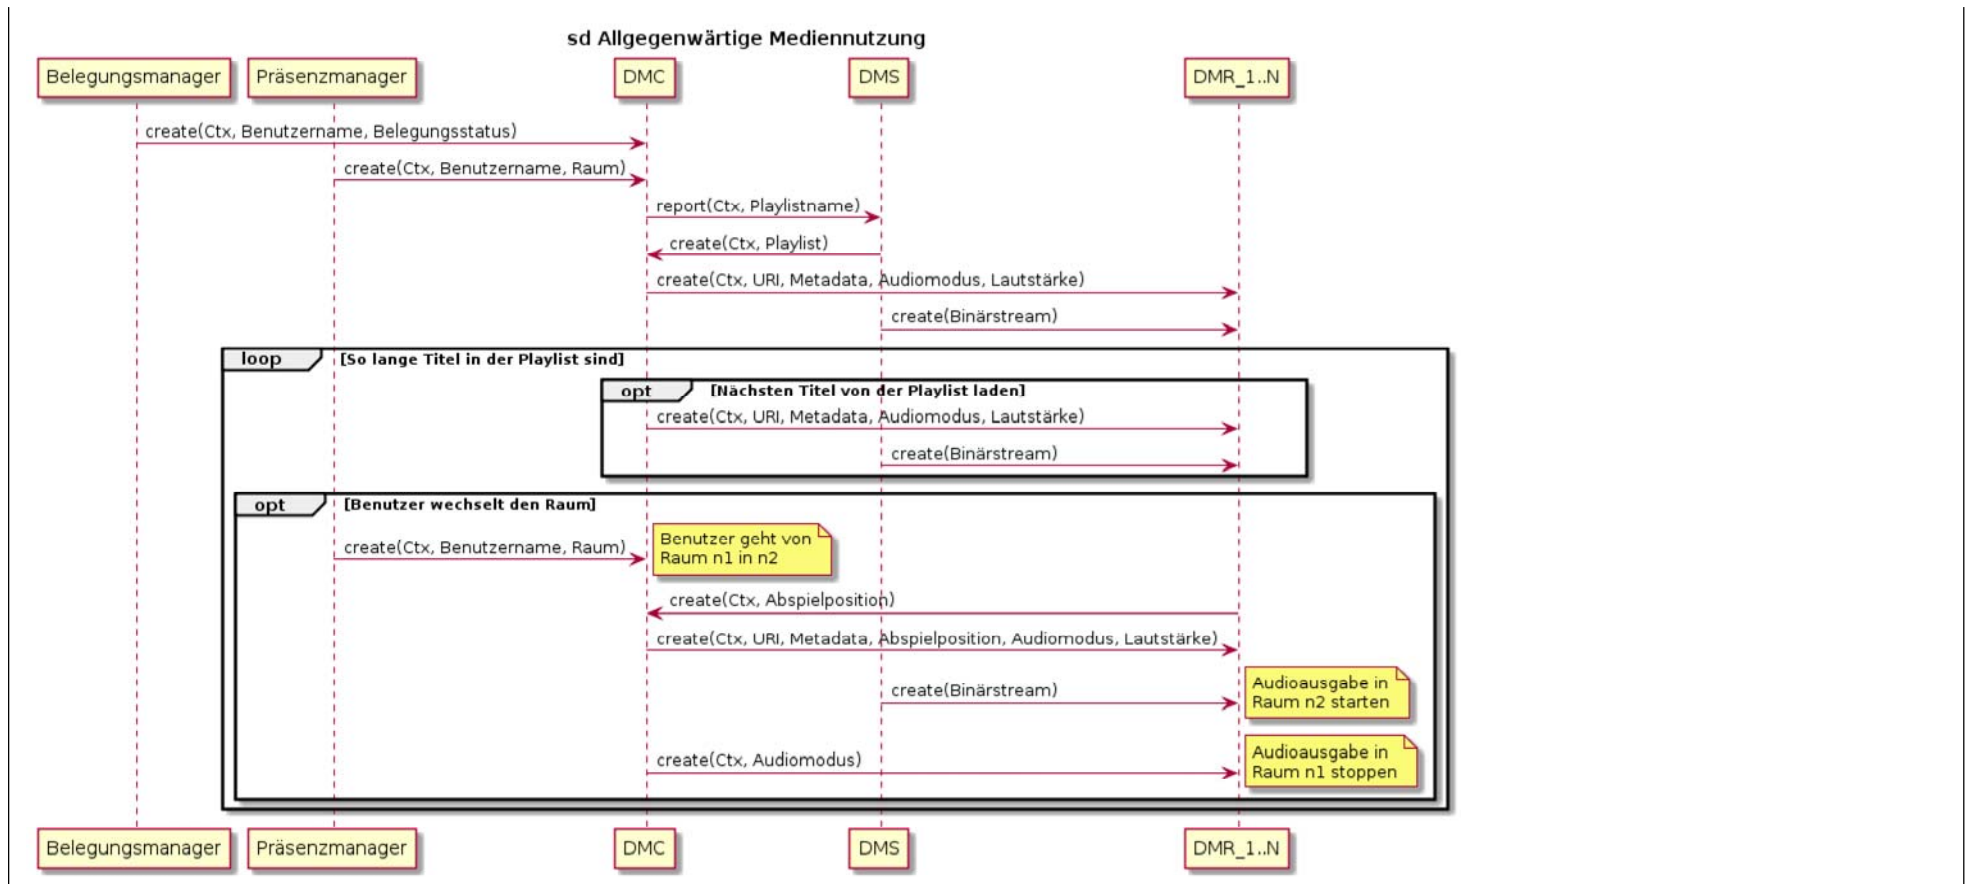 sd Allgegenwärtige Mediennutzung
Belegungsmanager Präsenzmanager DMC DMS DMR_1..N
create(Ctx, Benutzername, Belegungsstatus)
create(Ctx, Benutzername, Raum)
report(Ctx, Playlistname)
create(Ctx, Playlist)
create(Ctx, URI, Metadata, Audiomodus, Lautstärke)
create(Binärstream)
loop [So lange Titel in der Playlist sind]
opt [Nächsten Titel von der Playlist laden]
create(Ctx, URI, Metadata, Audiomodus, Lautstärke)
create(Binärstream)
opt [Benutzer wechselt den Raum]
create(Ctx, Benutzername, Raum)
Benutzer geht von
Raum n1 in n2
create(Ctx, Abspielposition)
create(Ctx, URI, Metadata, Abspielposition, Audiomodus, Lautstärke)
create(Binärstream)
Audioausgabe in
Raum n2 starten
create(Ctx, Audiomodus)
Audioausgabe in
Raum n1 stoppen
Belegungsmanager Präsenzmanager DMC DMS DMR_1..N